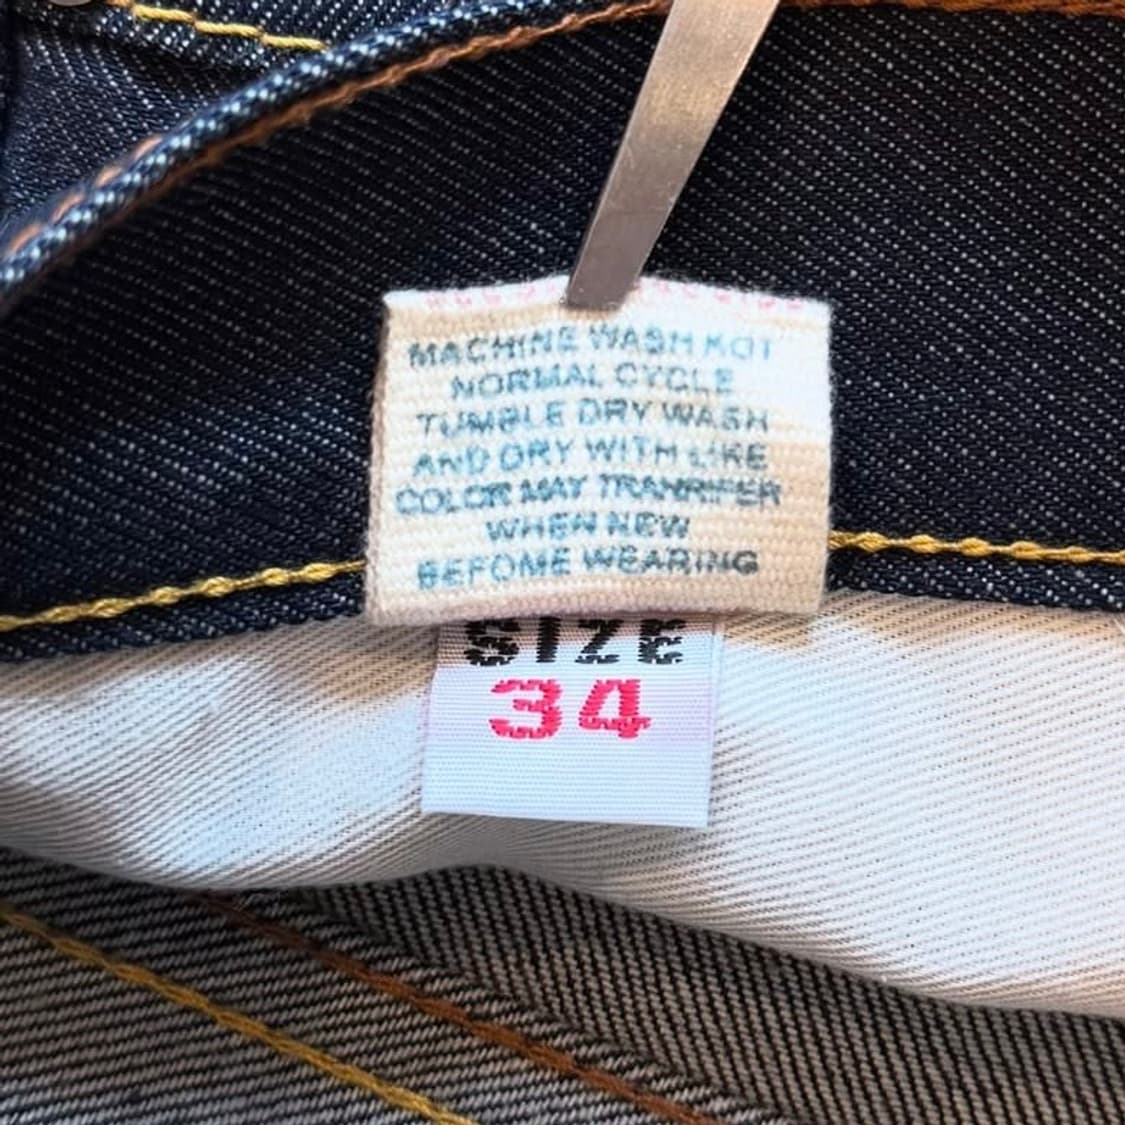 MACHINE WASH HOT
NORMAL CYCLE
TUMBLE DRY WASH
AND DRY WITH LIKE
COLOR MAY TRANRIFER
WHEN NEW
BEFOME WEARING
SIZE
34